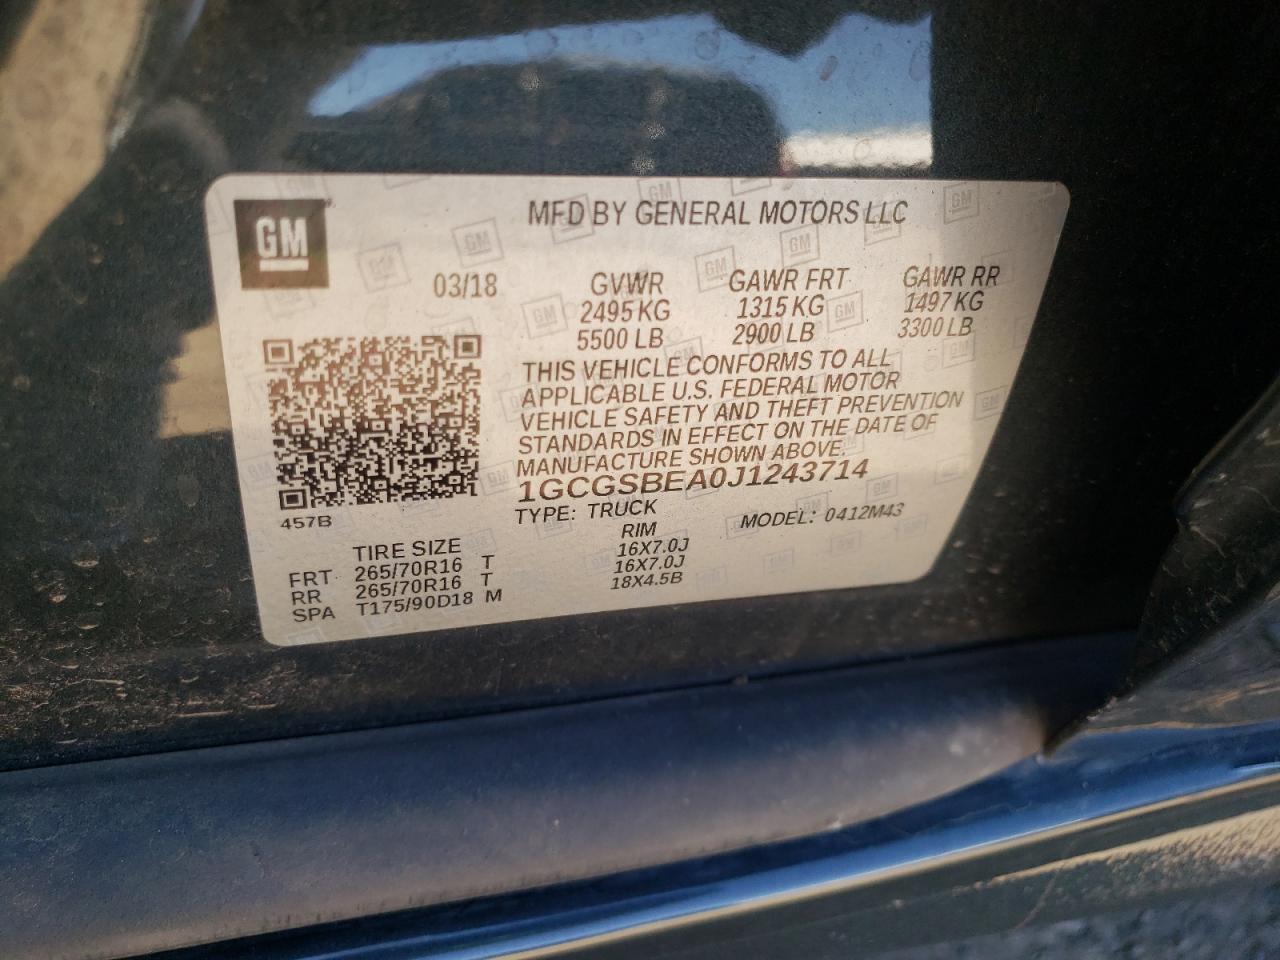 GM
MFD BY GENERAL MOTORS LLC
03/18 GVWR GAWR FRT GAWR RR
2495 KG 1315 KG 1497 KG
5500 LB 2900 LB 3300 LB
THIS VEHICLE CONFORMS TO ALL
APPLICABLE U.S. FEDERAL MOTOR
VEHICLE SAFETY AND THEFT PREVENTION
STANDARDS IN EFFECT ON THE DATE OF
MANUFACTURE SHOWN ABOVE.
1GCGSBEA0J1243714
457B TYPE: TRUCK MODEL: 0412M43
TIRE SIZE RIM
FRT 265/70R16 T 16X7.0J
RR 265/70R16 T 16X7.0J
SPA T175/90D18 M 18X4.5B